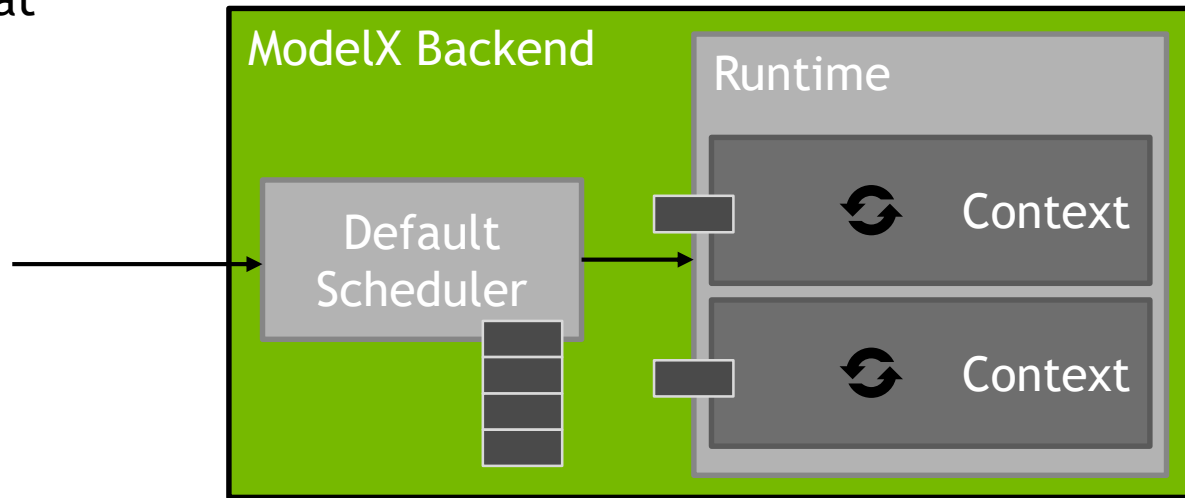 ModelX Backend
Runtime
Default
Scheduler
Context
Context